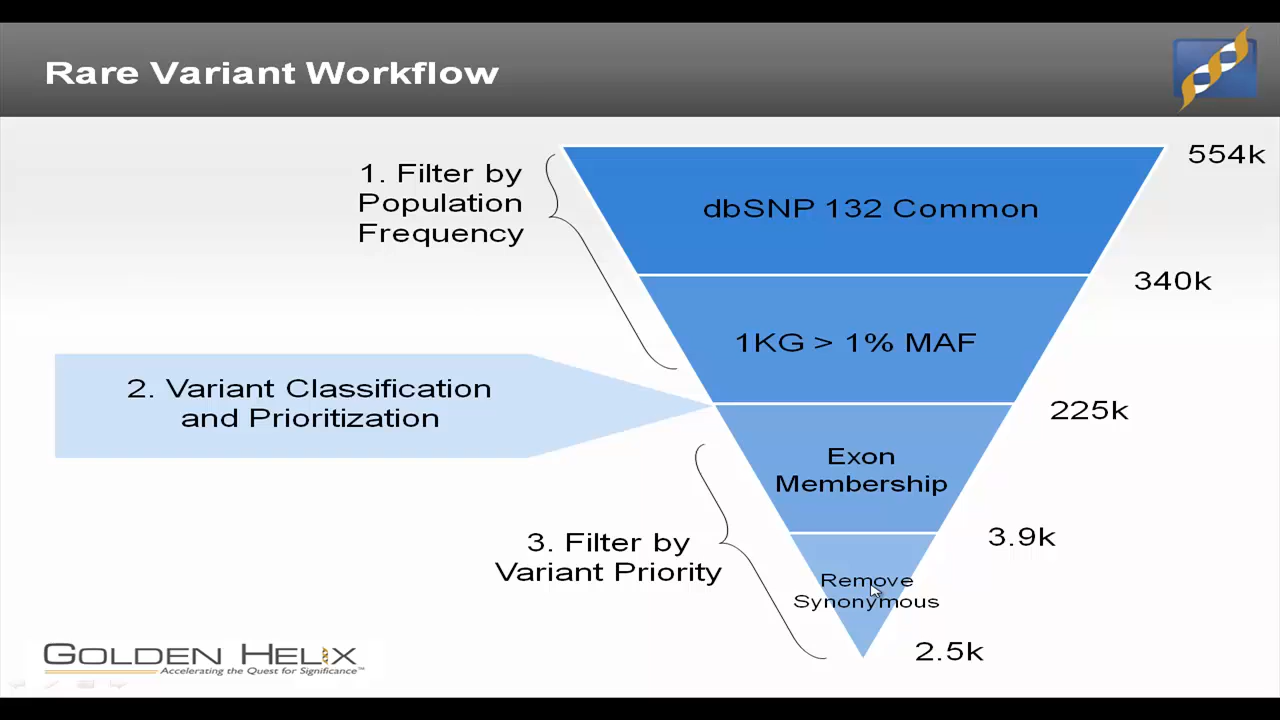 Rare Variant Workflow
1. Filter by
Population
Frequency
554k
dbSNP 132 Common
340k
1KG > 1% MAF
2. Variant Classification
and Prioritization
225k
Exon
Membership
3. Filter by
Variant Priority
3.9k
Remove
Synonymous
2.5k
GOLDEN HELIX
Accelerating the Quest for Significance™